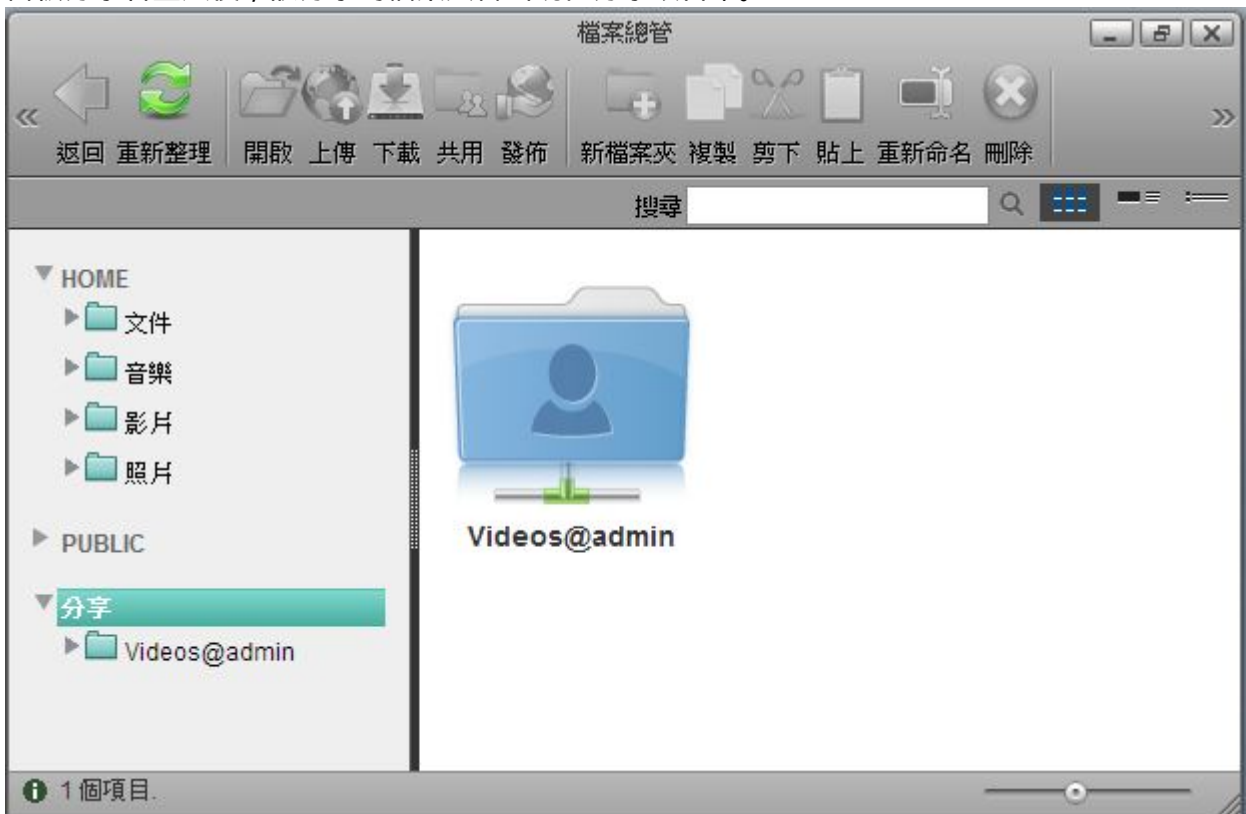 檔案總管
返回 重新整理 開啟 上傳 下載 共用 發佈 新檔案夾 複製 剪下 貼上 重新命名 刪除
搜尋
HOME
文件
音樂
影片
照片
PUBLIC
分享
Videos@admin
Videos@admin
1 個項目.